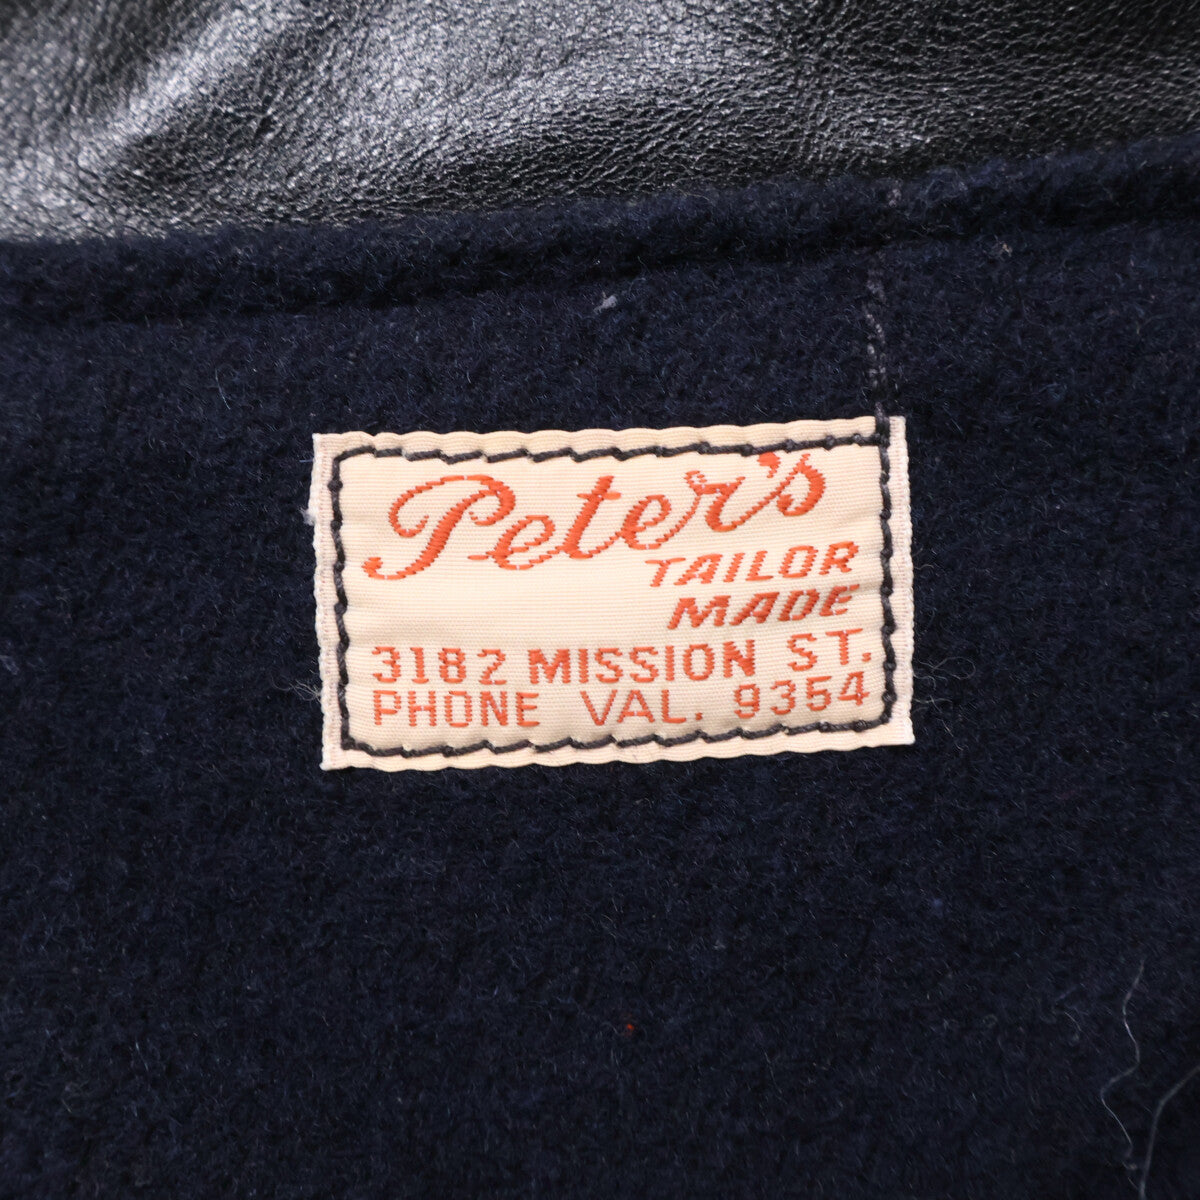 Peter's
TAILOR
MADE
3182 MISSION ST.
PHONE VAL. 9354